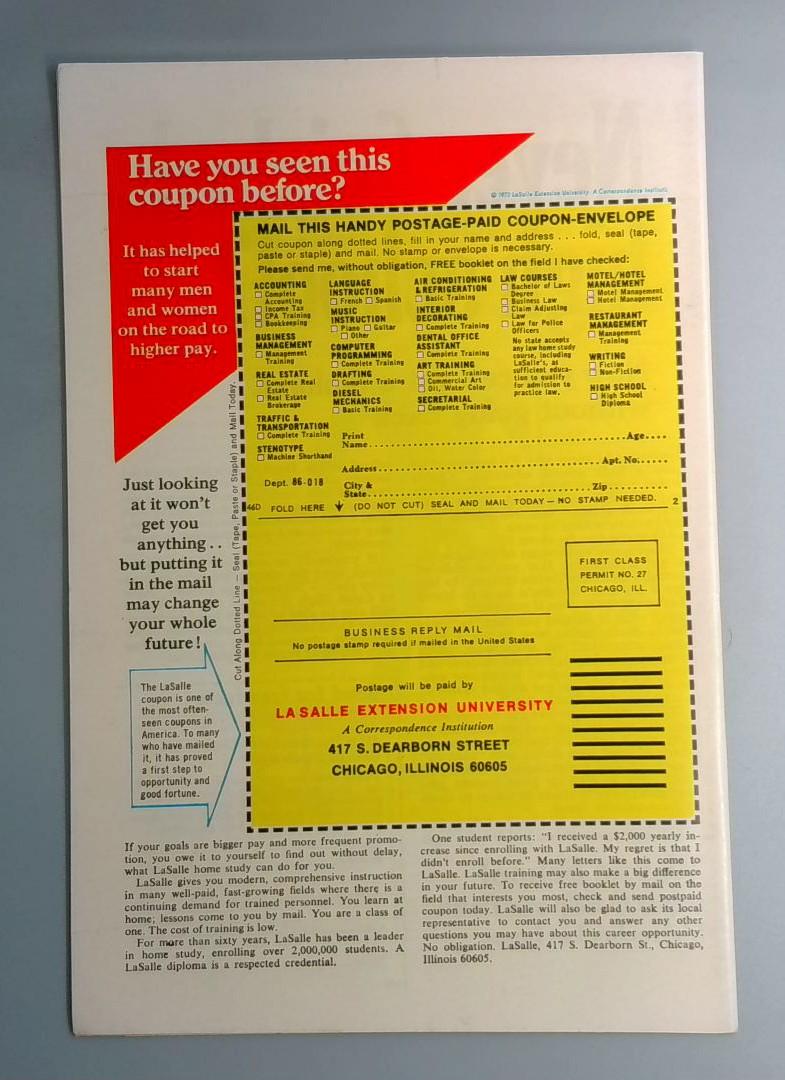 Have you seen this
coupon before?
© 1973 LaSalle Extension University. A Correspondence Institution
It has helped
to start
many men
and women
on the road to
higher pay.
MAIL THIS HANDY POSTAGE-PAID COUPON-ENVELOPE
Cut coupon along dotted lines, fill in your name and address . . . fold, seal (tape,
paste or staple) and mail. No stamp or envelope is necessary.
Please send me, without obligation, FREE booklet on the field I have checked:
ACCOUNTING
☐ Complete
Accounting
☐ Income Tax
☐ CPA Training
☐ Bookkeeping
BUSINESS
MANAGEMENT
☐ Management
Training
REAL ESTATE
☐ Complete Real
Estate
☐ Real Estate
Brokerage
TRAFFIC &
TRANSPORTATION
☐ Complete Training
STENOTYPE
☐ Machine Shorthand
LANGUAGE
INSTRUCTION
☐ French ☐ Spanish
MUSIC
INSTRUCTION
☐ Piano ☐ Guitar
☐ Other
COMPUTER
PROGRAMMING
☐ Complete Training
DRAFTING
☐ Complete Training
DIESEL
MECHANICS
☐ Basic Training
AIR CONDITIONING
& REFRIGERATION
☐ Basic Training
INTERIOR
DECORATING
☐ Complete Training
DENTAL OFFICE
ASSISTANT
☐ Complete Training
ART TRAINING
☐ Complete Training
☐ Commercial Art
☐ Oil, Water Color
SECRETARIAL
☐ Complete Training
LAW COURSES
☐ Bachelor of Laws
Degree
☐ Business Law
☐ Claim Adjusting
Law
☐ Law for Police
Officers
No state accepts
any law home study
course, including
LaSalle's, as
sufficient educa-
tion to qualify
for admission to
practice law.
MOTEL/HOTEL
MANAGEMENT
☐ Motel Management
☐ Hotel Management
RESTAURANT
MANAGEMENT
☐ Management
Training
WRITING
☐ Fiction
☐ Non-Fiction
HIGH SCHOOL
☐ High School
Diploma
Print
Name Age
Address Apt. No.
Dept. 86-018
City &
State Zip
46D FOLD HERE (DO NOT CUT) SEAL AND MAIL TODAY — NO STAMP NEEDED. 2
Cut Along Dotted Line — Seal (Tape, Paste or Staple) and Mail Today.
Just looking
at it won't
get you
anything . .
but putting it
in the mail
may change
your whole
future!
The LaSalle
coupon is one of
the most often-
seen coupons in
America. To many
who have mailed
it, it has proved
a first step to
opportunity and
good fortune.
FIRST CLASS
PERMIT NO. 27
CHICAGO, ILL.
BUSINESS REPLY MAIL
No postage stamp required if mailed in the United States
Postage will be paid by
LA SALLE EXTENSION UNIVERSITY
A Correspondence Institution
417 S. DEARBORN STREET
CHICAGO, ILLINOIS 60605
If your goals are bigger pay and more frequent promo-
tion, you owe it to yourself to find out without delay,
what LaSalle home study can do for you.
LaSalle gives you modern, comprehensive instruction
in many well-paid, fast-growing fields where there is a
continuing demand for trained personnel. You learn at
home; lessons come to you by mail. You are a class of
one. The cost of training is low.
For more than sixty years, LaSalle has been a leader
in home study, enrolling over 2,000,000 students. A
LaSalle diploma is a respected credential.
One student reports: "I received a $2,000 yearly in-
crease since enrolling with LaSalle. My regret is that I
didn't enroll before." Many letters like this come to
LaSalle. LaSalle training may also make a big difference
in your future. To receive free booklet by mail on the
field that interests you most, check and send postpaid
coupon today. LaSalle will also be glad to ask its local
representative to contact you and answer any other
questions you may have about this career opportunity.
No obligation. LaSalle, 417 S. Dearborn St., Chicago,
Illinois 60605.